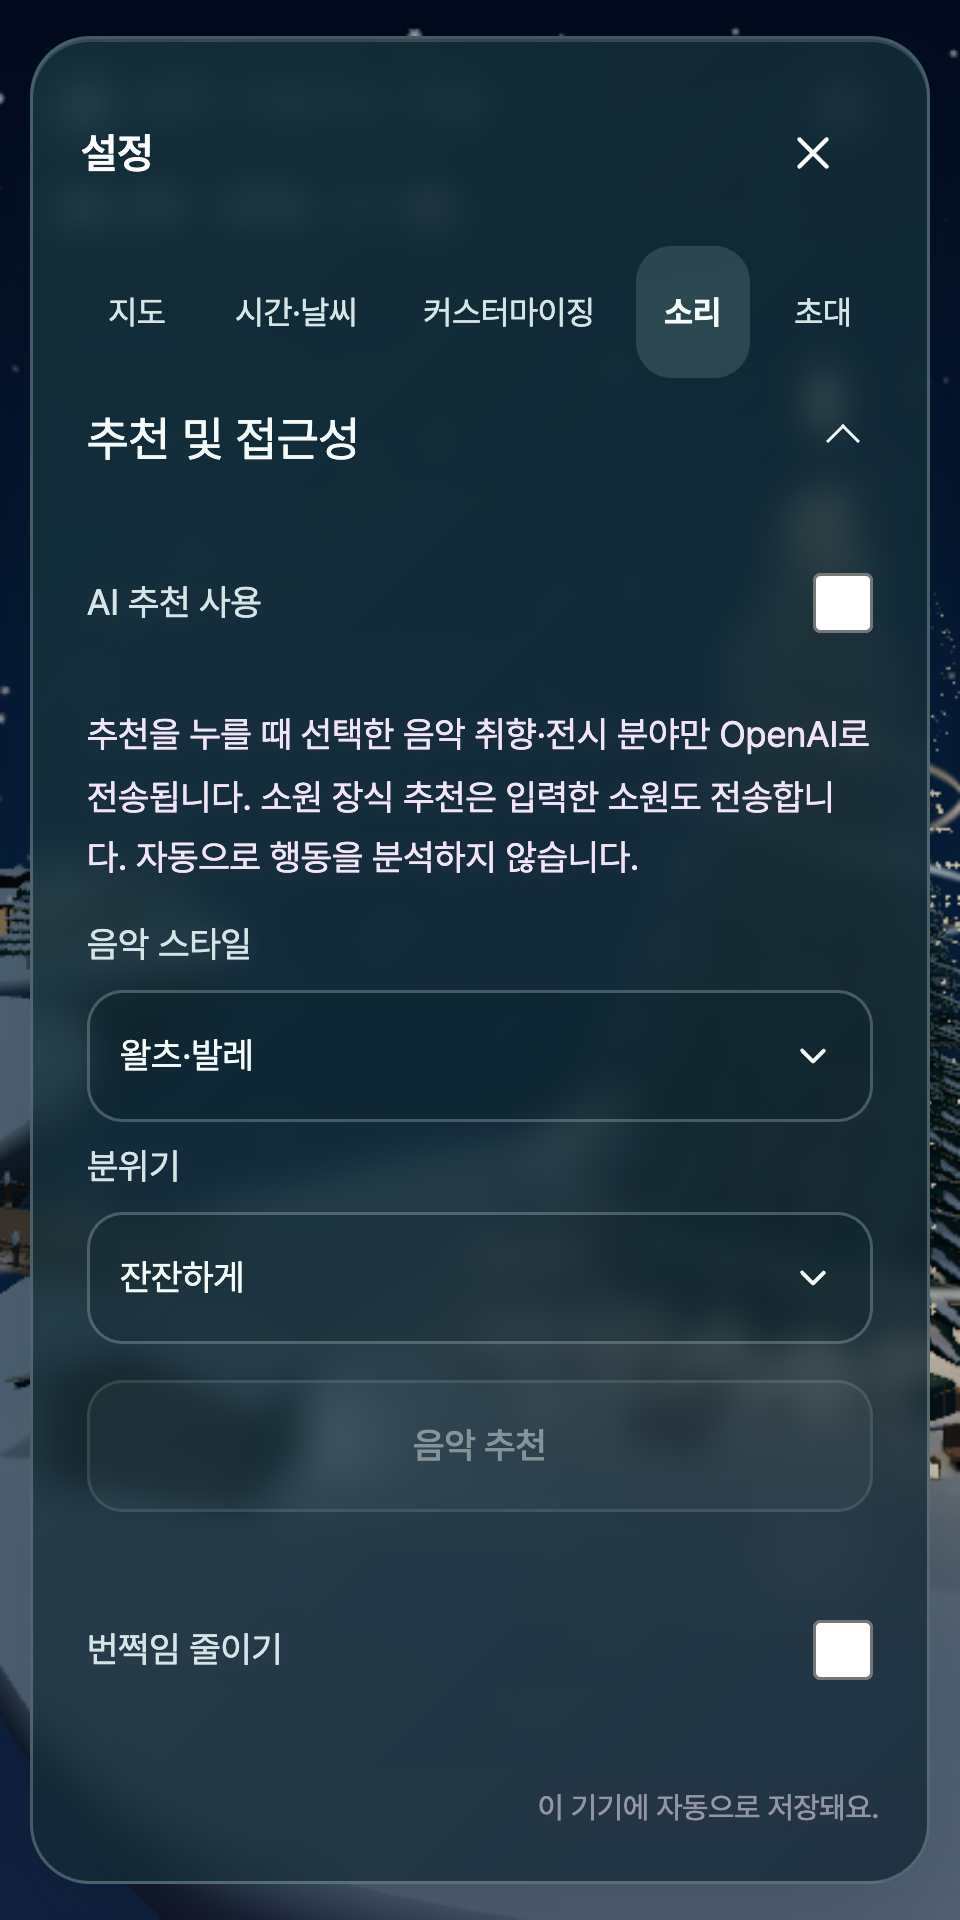 설정
지도 시간·날씨 커스터마이징 소리 초대
추천 및 접근성
AI 추천 사용
추천을 누를 때 선택한 음악 취향·전시 분야만 OpenAI로
전송됩니다. 소원 장식 추천은 입력한 소원도 전송합니
다. 자동으로 행동을 분석하지 않습니다.
음악 스타일
왈츠·발레
분위기
잔잔하게
음악 추천
번쩍임 줄이기
이 기기에 자동으로 저장돼요.